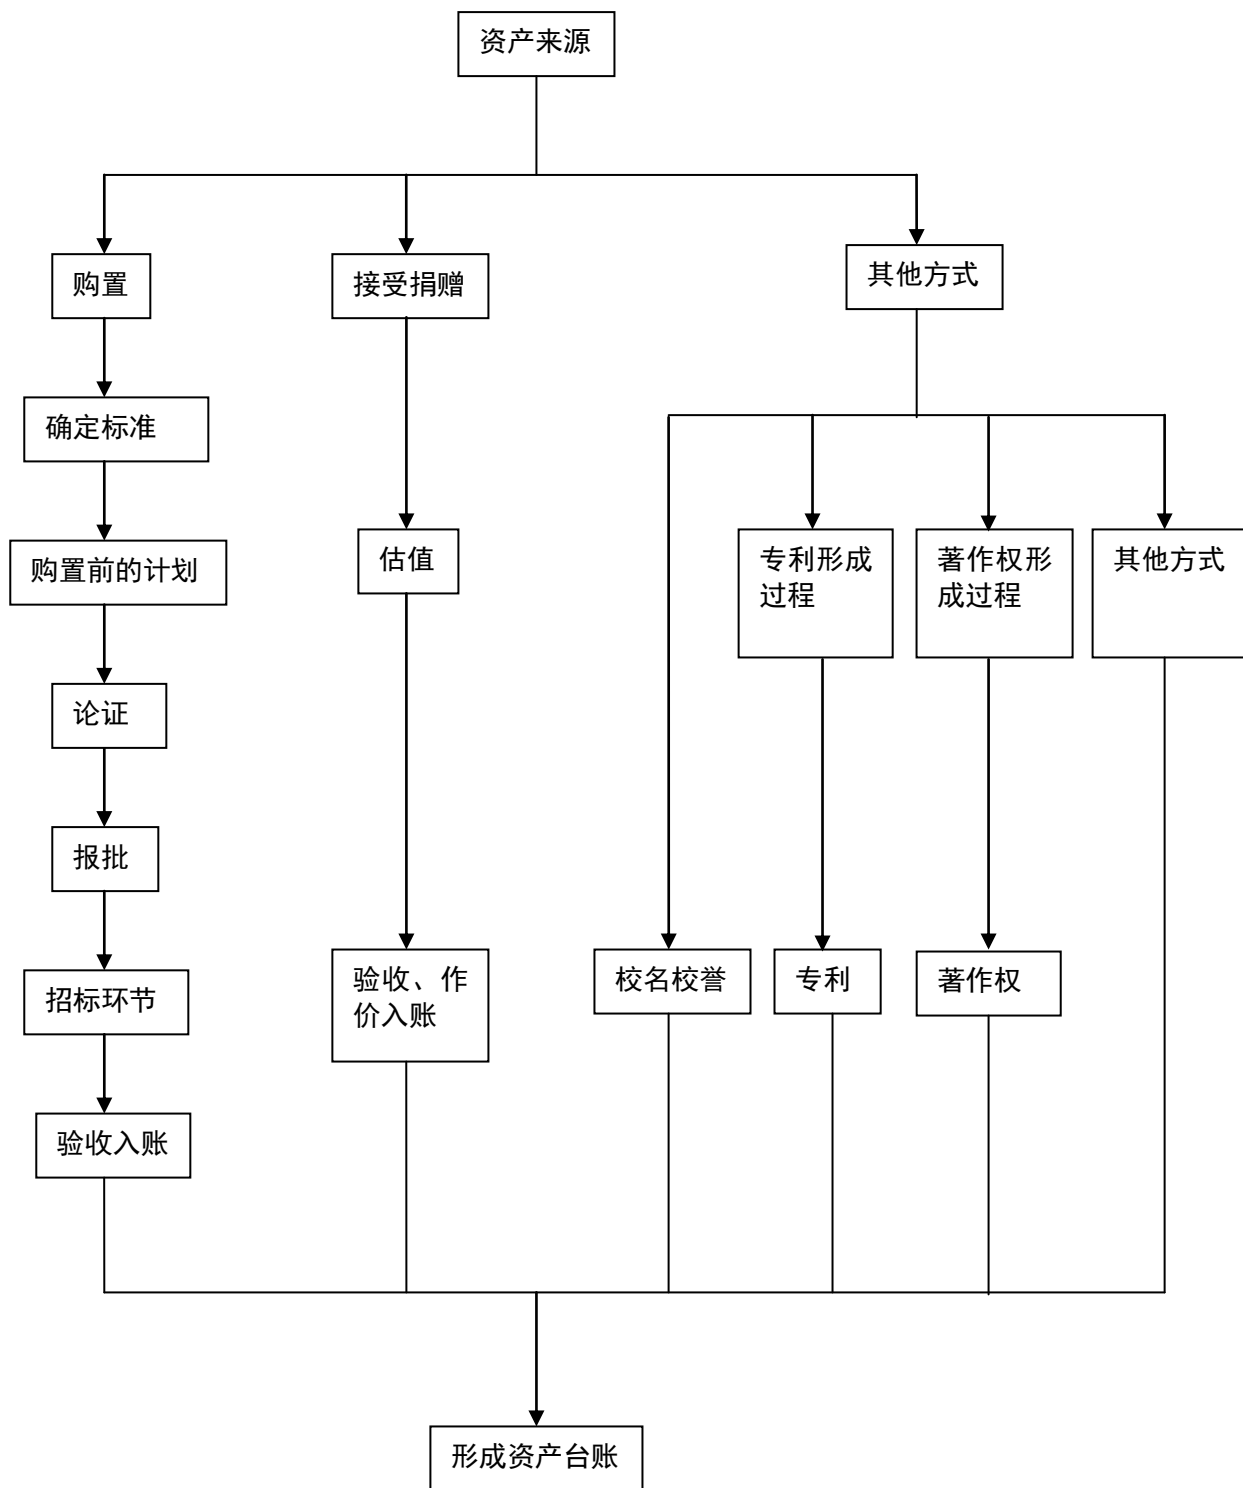 资产来源
购置
接受捐赠
其他方式
确定标准
购置前的计划
估值
专利形成
过程
著作权形
成过程
其他方式
论证
报批
招标环节
验收、作
价入账
校名校誉
专利
著作权
验收入账
形成资产台账